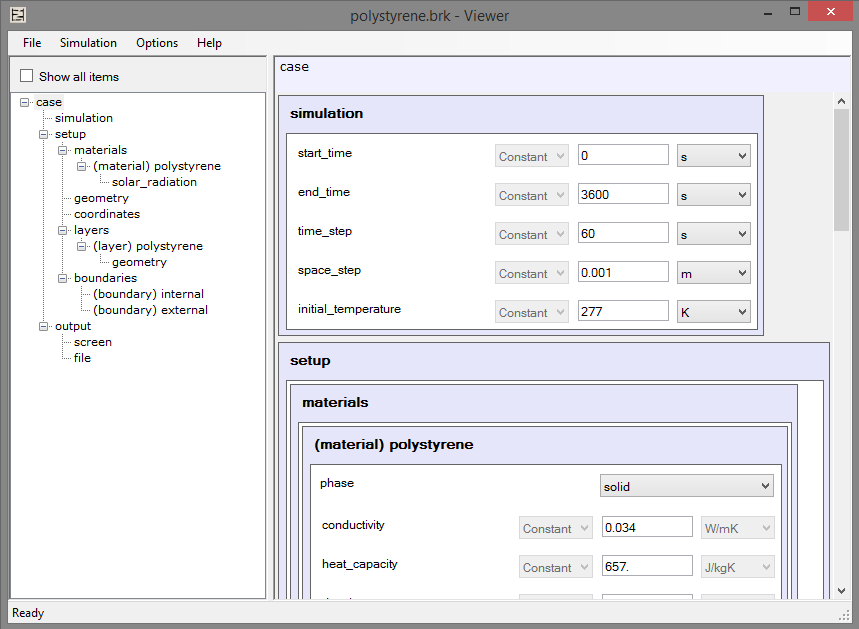 polystyrene.brk - Viewer
File Simulation Options Help
Show all items
case
simulation
setup
materials
(material) polystyrene
solar_radiation
geometry
coordinates
layers
(layer) polystyrene
geometry
boundaries
(boundary) internal
(boundary) external
output
screen
file
case
simulation
start_time Constant 0 s
end_time Constant 3600 s
time_step Constant 60 s
space_step Constant 0.001 m
initial_temperature Constant 277 K
setup
materials
(material) polystyrene
phase solid
conductivity Constant 0.034 W/mK
heat_capacity Constant 657. J/kgK
Ready